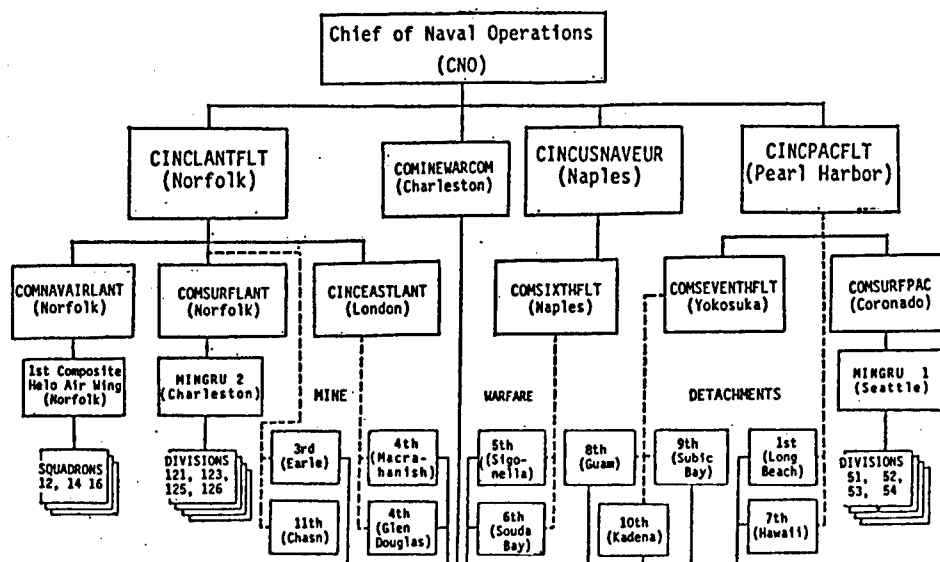 Chief of Naval Operations
(CNO)
CINCLANTFLT
(Norfolk)
COMINEWARCOM
(Charleston)
CINCUSNAVEUR
(Naples)
CINCPACFLT
(Pearl Harbor)
COMNAVAIRLANT
(Norfolk)
COMSURFLANT
(Norfolk)
CINCEASTLANT
(London)
COMSIXTHFLT
(Naples)
COMSEVENTHFLT
(Yokosuka)
COMSURFPAC
(Coronado)
1st Composite
Helo Air Wing
(Norfolk)
MINGRU 2
(Charleston)
MINGRU 1
(Seattle)
MINE WARFARE DETACHMENTS
SQUADRONS
12, 14 16
DIVISIONS
121, 123,
125, 126
3rd
(Earle)
4th
(Macra-
hanish)
5th
(Sigo-
nella)
8th
(Guam)
9th
(Subic
Bay)
1st
(Long
Beach)
DIVISIONS
51, 52,
53, 54
11th
(Chasn)
4th
(Glen
Douglas)
6th
(Souda
Bay)
10th
(Kadena)
7th
(Hawaii)